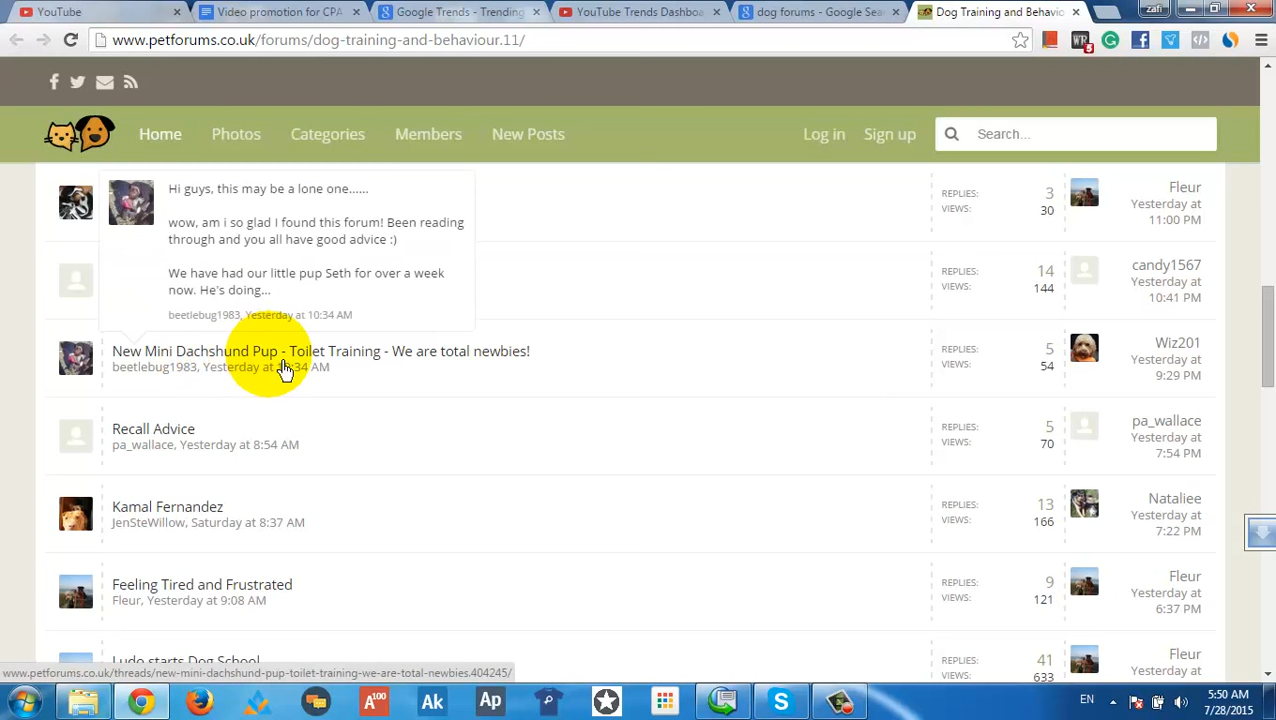 YouTube
Video promotion for CPA
Google Trends - Trending
YouTube Trends Dashboa
dog forums - Google Sea
Dog Training and Behavio
Zafi
www.petforums.co.uk/forums/dog-training-and-behaviour.11/
WR
5
Home
Photos
Categories
Members
New Posts
Log in
Sign up
Search...
Hi guys, this may be a lone one......
wow, am i so glad I found this forum! Been reading
through and you all have good advice :)
We have had our little pup Seth for over a week
now. He's doing...
beetlebug1983, Yesterday at 10:34 AM
REPLIES: 3
VIEWS: 30
Fleur
Yesterday at
11:00 PM
REPLIES: 14
VIEWS: 144
candy1567
Yesterday at
10:41 PM
New Mini Dachshund Pup - Toilet Training - We are total newbies!
beetlebug1983, Yesterday at 10:34 AM
REPLIES: 5
VIEWS: 54
Wiz201
Yesterday at
9:29 PM
Recall Advice
pa_wallace, Yesterday at 8:54 AM
REPLIES: 5
VIEWS: 70
pa_wallace
Yesterday at
7:54 PM
Kamal Fernandez
JenSteWillow, Saturday at 8:37 AM
REPLIES: 13
VIEWS: 166
Nataliee
Yesterday at
7:22 PM
Feeling Tired and Frustrated
Fleur, Yesterday at 9:08 AM
REPLIES: 9
VIEWS: 121
Fleur
Yesterday at
6:37 PM
Ludo starts Dog School
REPLIES: 41
VIEWS: 633
Fleur
Yesterday at
www.petforums.co.uk/threads/new-mini-dachshund-pup-toilet-training-we-are-total-newbies.404245/
A100
Ak
Ap
EN
5:50 AM
7/28/2015